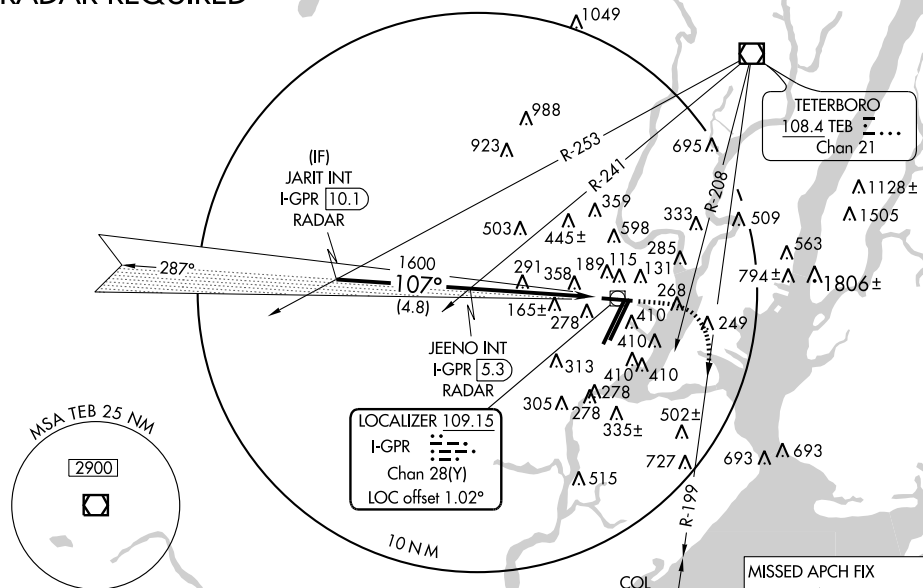 RADAR REQUIRED
1049
TETERBORO
108.4 TEB
Chan 21
988
923
R-253
695
R-241
R-208
(IF)
JARIT INT
I-GPR 10.1
RADAR
1128±
1505
359
503
445±
598
333
509
285
563
1600
287°
107°
(4.8)
291
358
189
115
131
794±
1806±
268
165±
278
410
249
410
JEENO INT
I-GPR 5.3
RADAR
313
410
410
305
278
278
335±
502±
MSA TEB 25 NM
2900
LOCALIZER 109.15
I-GPR
Chan 28(Y)
LOC offset 1.02°
727
693
693
515
R-199
10 NM
COL
MISSED APCH FIX